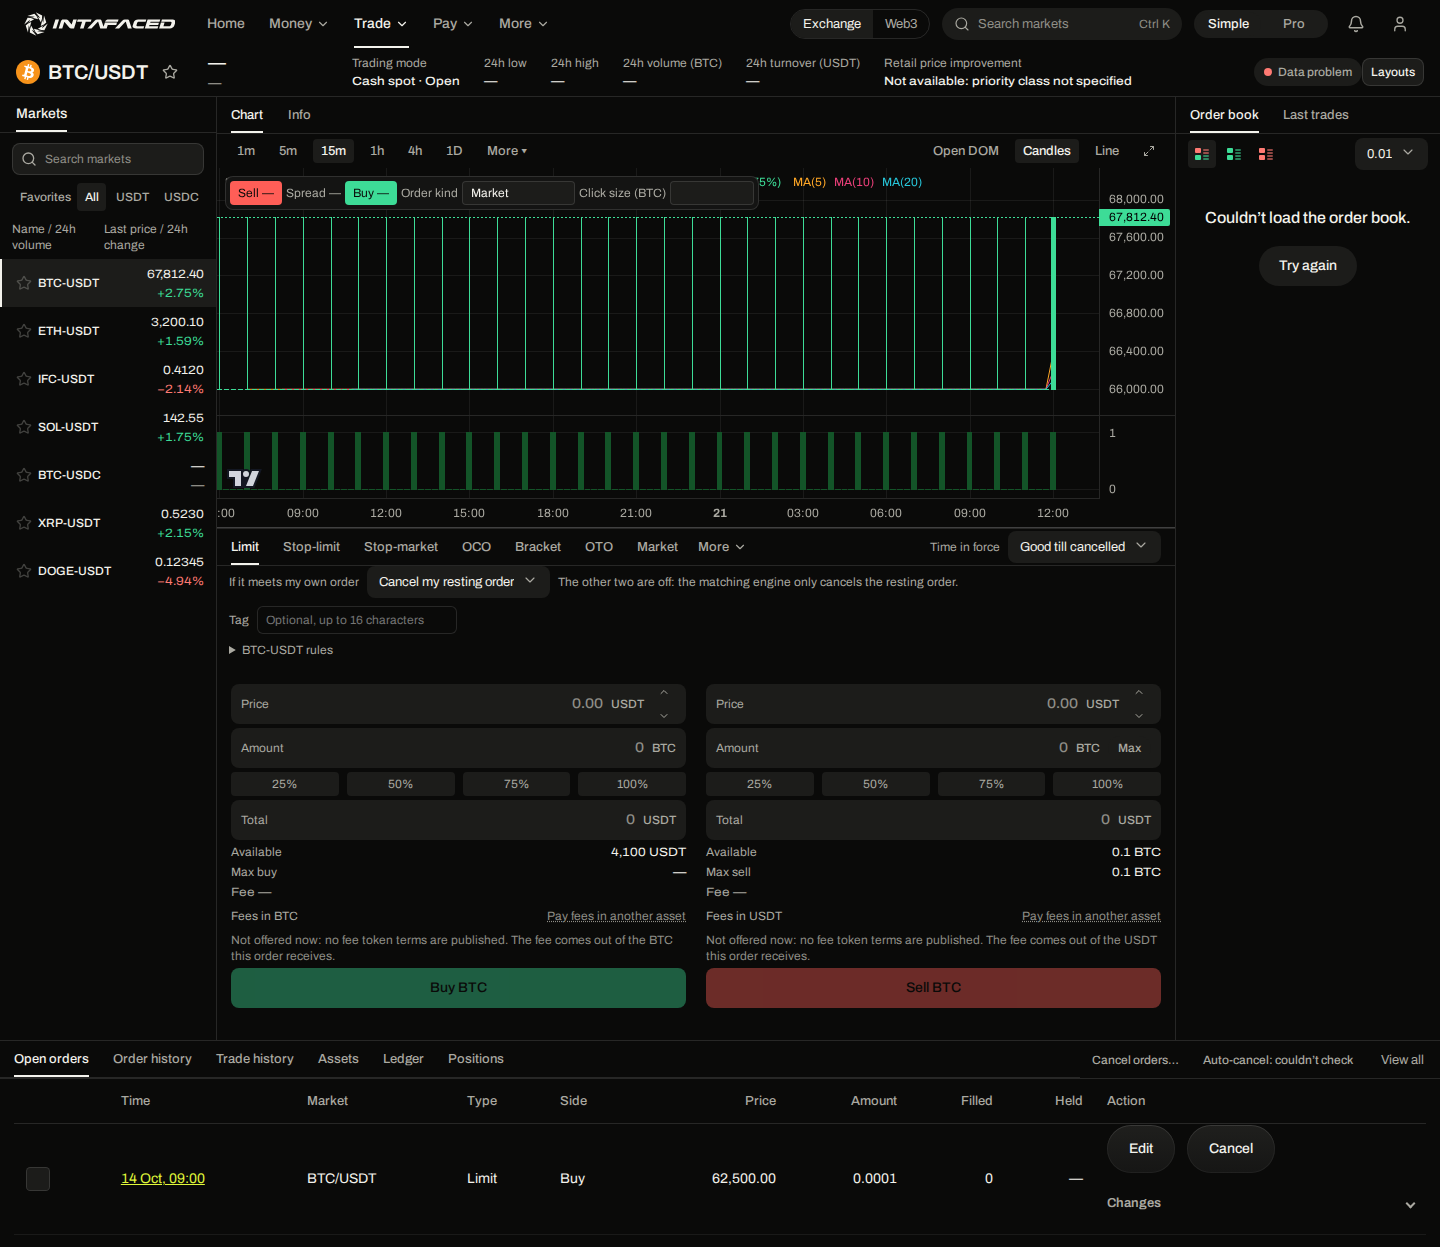 INTAFACED
Home Money Trade Pay More
Exchange Web3
Search markets Ctrl K
Simple Pro
BTC/USDT
—
—
Trading mode
Cash spot · Open
24h low
—
24h high
—
24h volume (BTC)
—
24h turnover (USDT)
—
Retail price improvement
Not available: priority class not specified
Data problem
Layouts
Markets
Search markets
Favorites All USDT USDC
Name / 24h volume
Last price / 24h change
BTC-USDT 67,812.40
+2.75%
ETH-USDT 3,200.10
+1.59%
IFC-USDT 0.4120
−2.14%
SOL-USDT 142.55
+1.75%
BTC-USDC —
—
XRP-USDT 0.5230
+2.15%
DOGE-USDT 0.12345
−4.94%
Chart Info
1m 5m 15m 1h 4h 1D More
Open DOM Candles Line
Sell — Spread — Buy — Order kind Market Click size (BTC)
5%) MA(5) MA(10) MA(20)
68,000.00
67,812.40
67,600.00
67,200.00
66,800.00
66,400.00
66,000.00
1
0
:00 09:00 12:00 15:00 18:00 21:00 21 03:00 06:00 09:00 12:00
Limit Stop-limit Stop-market OCO Bracket OTO Market More
Time in force Good till cancelled
If it meets my own order Cancel my resting order The other two are off: the matching engine only cancels the resting order.
Tag Optional, up to 16 characters
BTC-USDT rules
Price 0.00 USDT
Amount 0 BTC
25% 50% 75% 100%
Total 0 USDT
Available 4,100 USDT
Max buy —
Fee —
Fees in BTC Pay fees in another asset
Not offered now: no fee token terms are published. The fee comes out of the BTC
this order receives.
Buy BTC
Price 0.00 USDT
Amount 0 BTC Max
25% 50% 75% 100%
Total 0 USDT
Available 0.1 BTC
Max sell 0.1 BTC
Fee —
Fees in USDT Pay fees in another asset
Not offered now: no fee token terms are published. The fee comes out of the USDT
this order receives.
Sell BTC
Order book Last trades
0.01
Couldn’t load the order book.
Try again
Open orders Order history Trade history Assets Ledger Positions
Cancel orders... Auto-cancel: couldn’t check View all
Time Market Type Side Price Amount Filled Held Action
14 Oct, 09:00 BTC/USDT Limit Buy 62,500.00 0.0001 0 — Edit Cancel
Changes